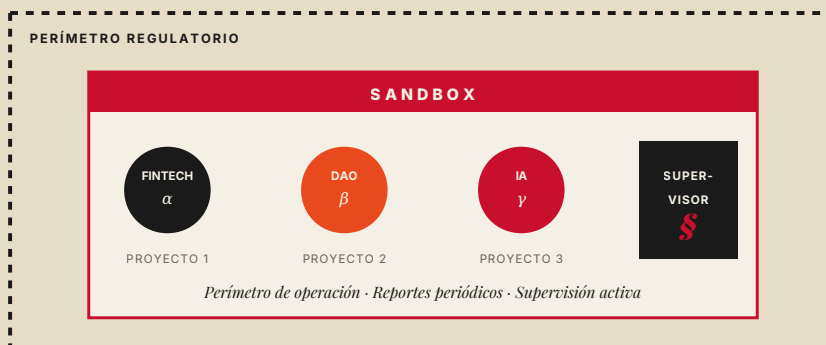 PERÍMETRO REGULATORIO
SANDBOX
FINTECH
α
DAO
β
IA
γ
SUPER-
VISOR
§
PROYECTO 1
PROYECTO 2
PROYECTO 3
Perímetro de operación · Reportes periódicos · Supervisión activa